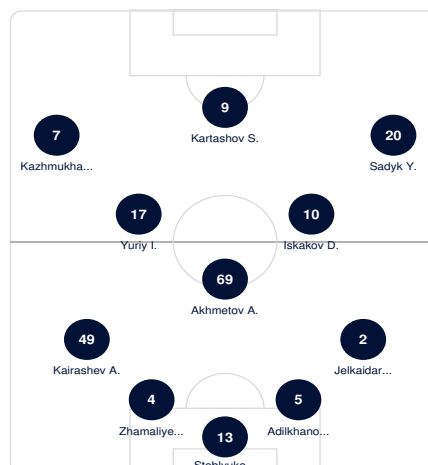 9
Kartashov S.
7
Kazhmukha...
20
Sadyk Y.
17
Yuriy I.
10
Iskakov D.
69
Akhmetov A.
49
Kairashev A.
2
Jelkaidar...
4
Zhamaliye...
5
Adilkhano...
13